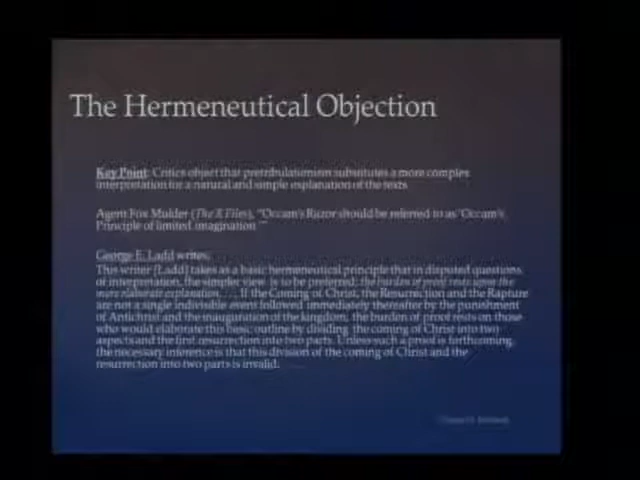 The Hermeneutical Objection
Key Point: Critics object that pretribulationism substitutes a more complex
interpretation for a natural and simple explanation of the texts
Agent Fox Mulder (The X Files), "Occam's Razor should be referred to as 'Occam's
Principle of limited imagination'"
George E. Ladd writes,
This writer [Ladd] takes as a basic hermeneutical principle that in disputed questions
of interpretation, the simpler view is to be preferred; the burden of proof rests upon the
more elaborate explanation. . . . If the Coming of Christ, the Resurrection and the Rapture
are not a single indivisible event followed immediately thereafter by the punishment
of Antichrist and the inauguration of the kingdom, the burden of proof rests on those
who would elaborate this basic outline by dividing the coming of Christ into two
aspects and the first resurrection into two parts. Unless such a proof is forthcoming,
the necessary inference is that this division of the coming of Christ and the
resurrection into two parts is invalid.